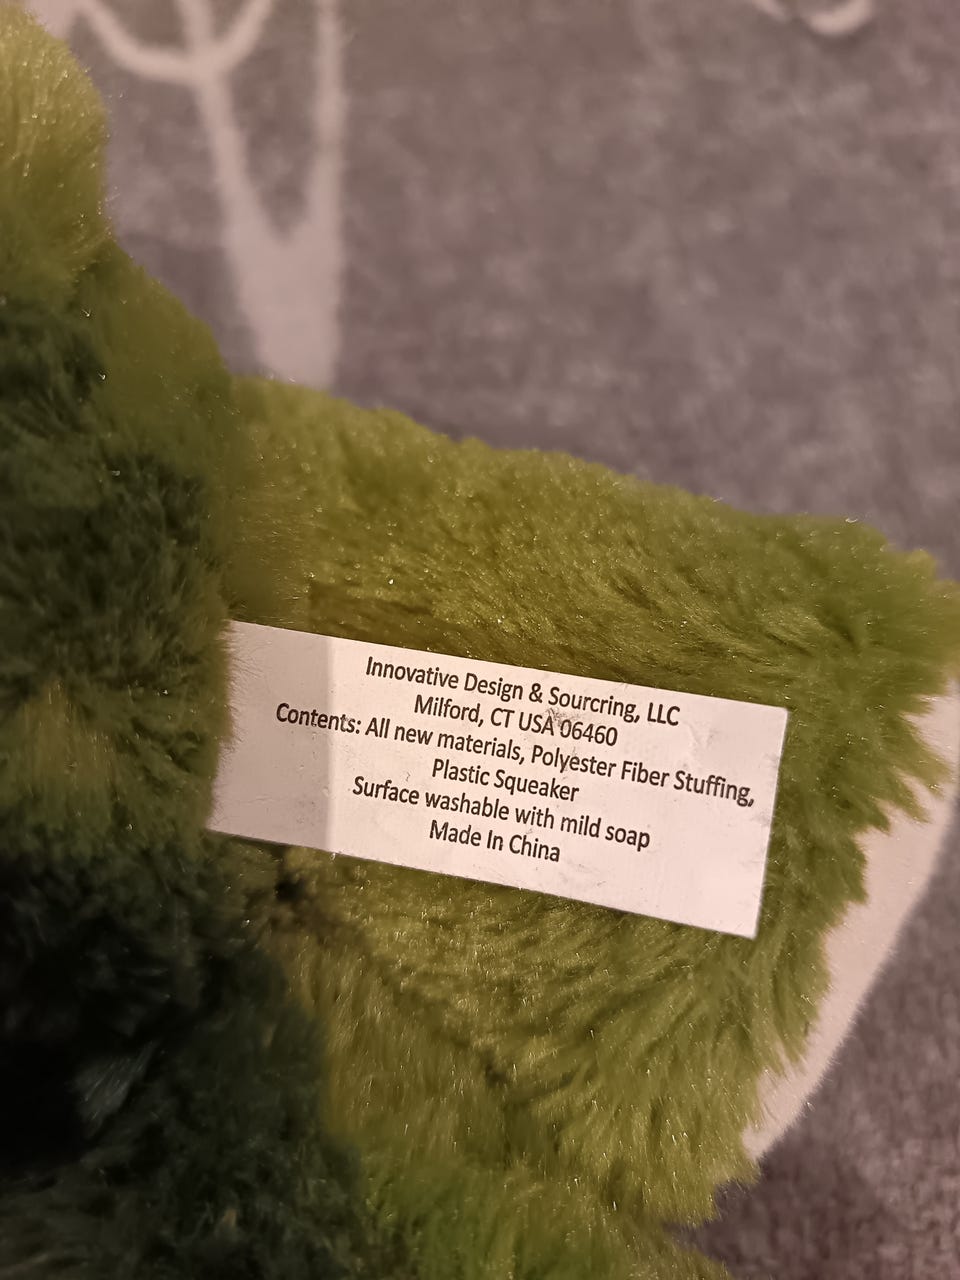 Innovative Design & Sourcring, LLC
Milford, CT USA 06460
Contents: All new materials, Polyester Fiber Stuffing,
Plastic Squeaker
Surface washable with mild soap
Made In China